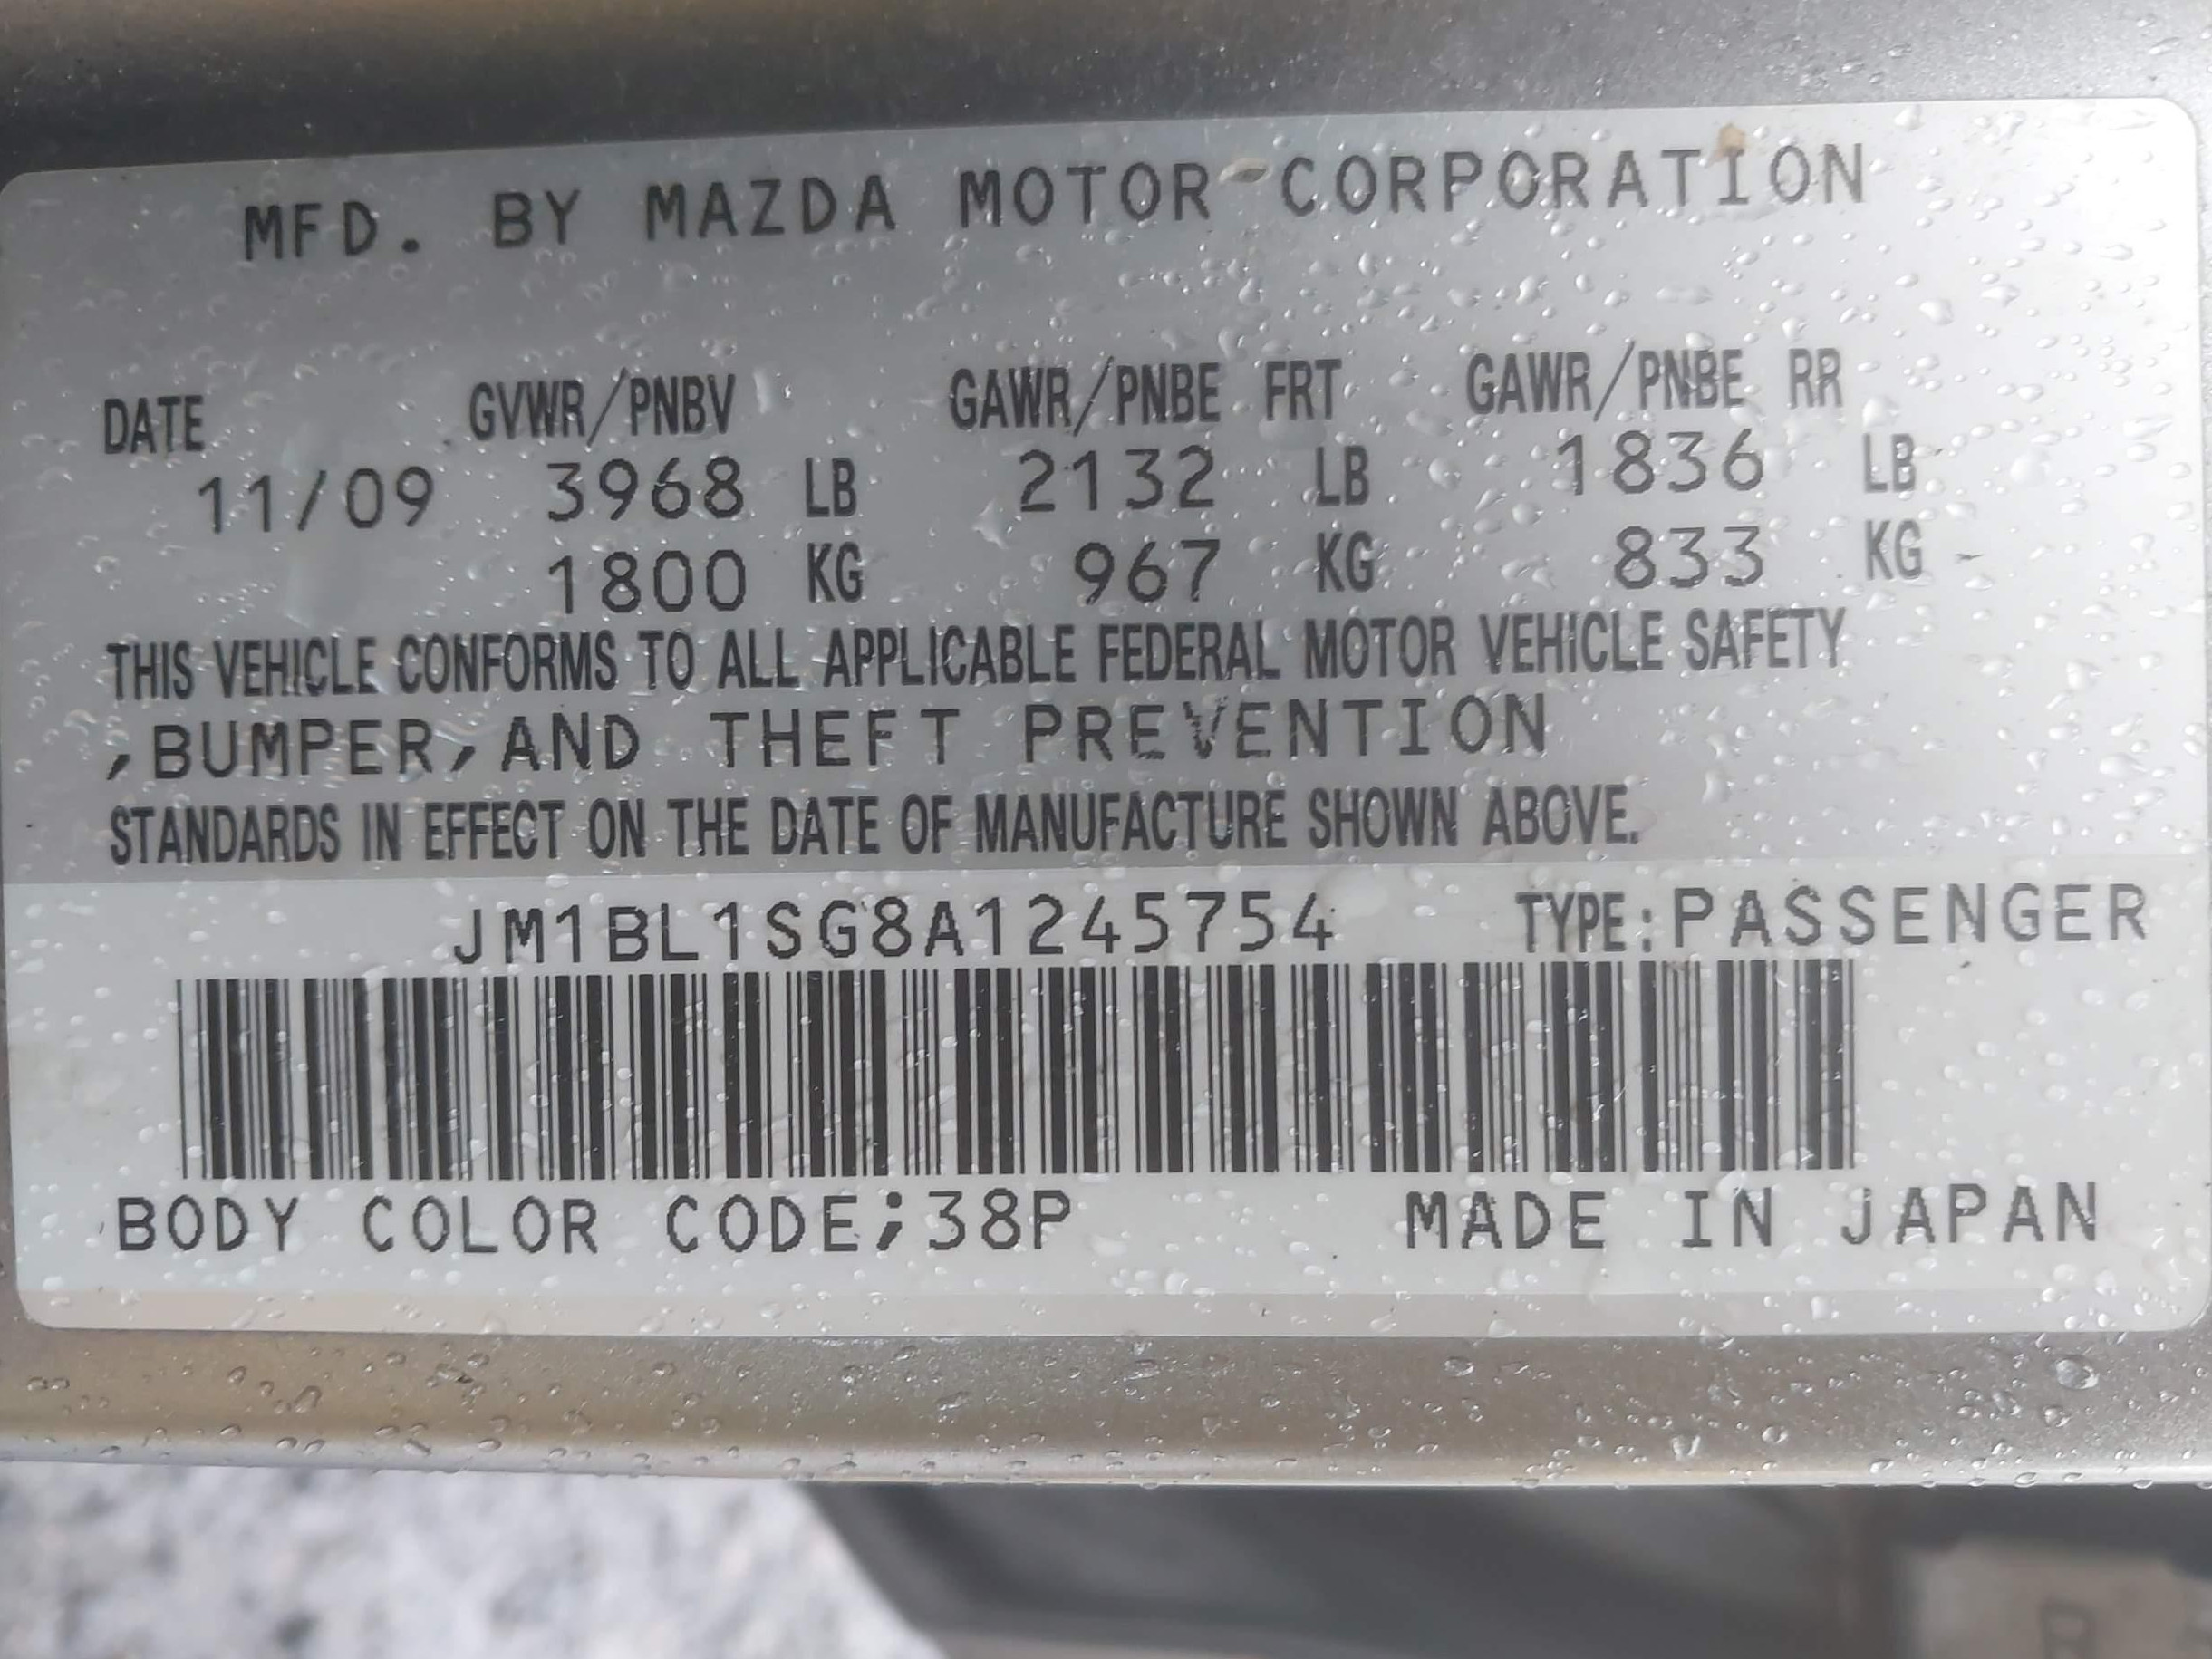 MFD. BY MAZDA MOTOR CORPORATION
DATE GVWR/PNBV GAWR/PNBE FRT GAWR/PNBE RR
11/09 3968 LB 2132 LB 1836 LB
1800 KG 967 KG 833 KG
THIS VEHICLE CONFORMS TO ALL APPLICABLE FEDERAL MOTOR VEHICLE SAFETY
,BUMPER,AND THEFT PREVENTION
STANDARDS IN EFFECT ON THE DATE OF MANUFACTURE SHOWN ABOVE.
JM1BL1SG8A1245754 TYPE:PASSENGER
BODY COLOR CODE;38P MADE IN JAPAN